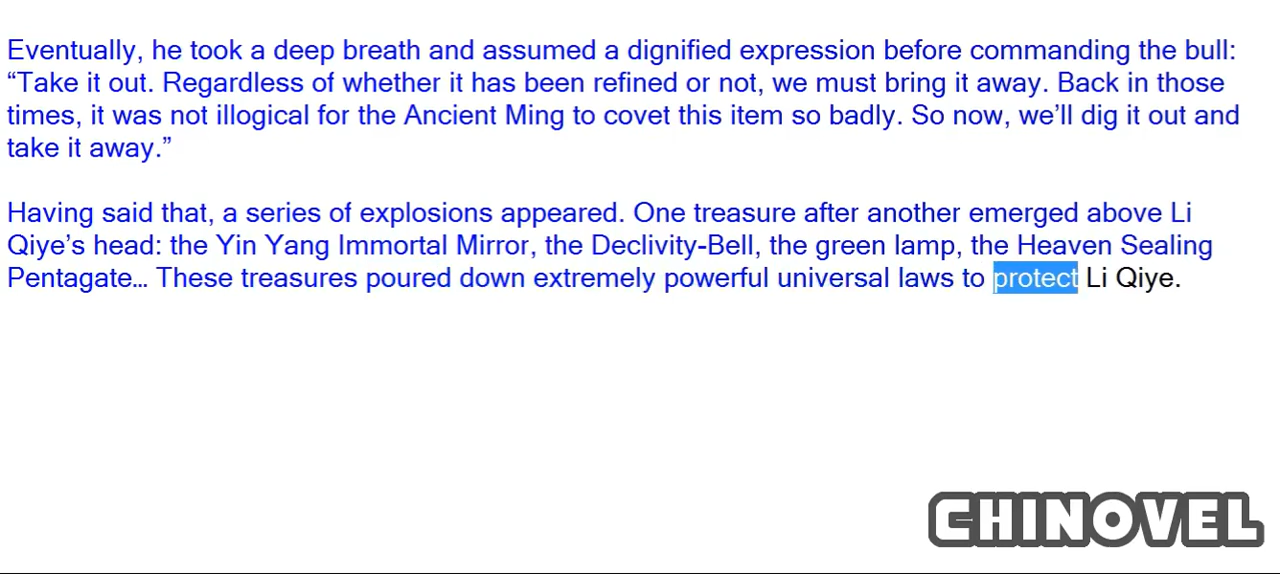 Eventually, he took a deep breath and assumed a dignified expression before commanding the bull:
“Take it out. Regardless of whether it has been refined or not, we must bring it away. Back in those
times, it was not illogical for the Ancient Ming to covet this item so badly. So now, we’ll dig it out and
take it away.”
Having said that, a series of explosions appeared. One treasure after another emerged above Li
Qiye’s head: the Yin Yang Immortal Mirror, the Declivity-Bell, the green lamp, the Heaven Sealing
Pentagate... These treasures poured down extremely powerful universal laws to protect Li Qiye.
CHINOVEL